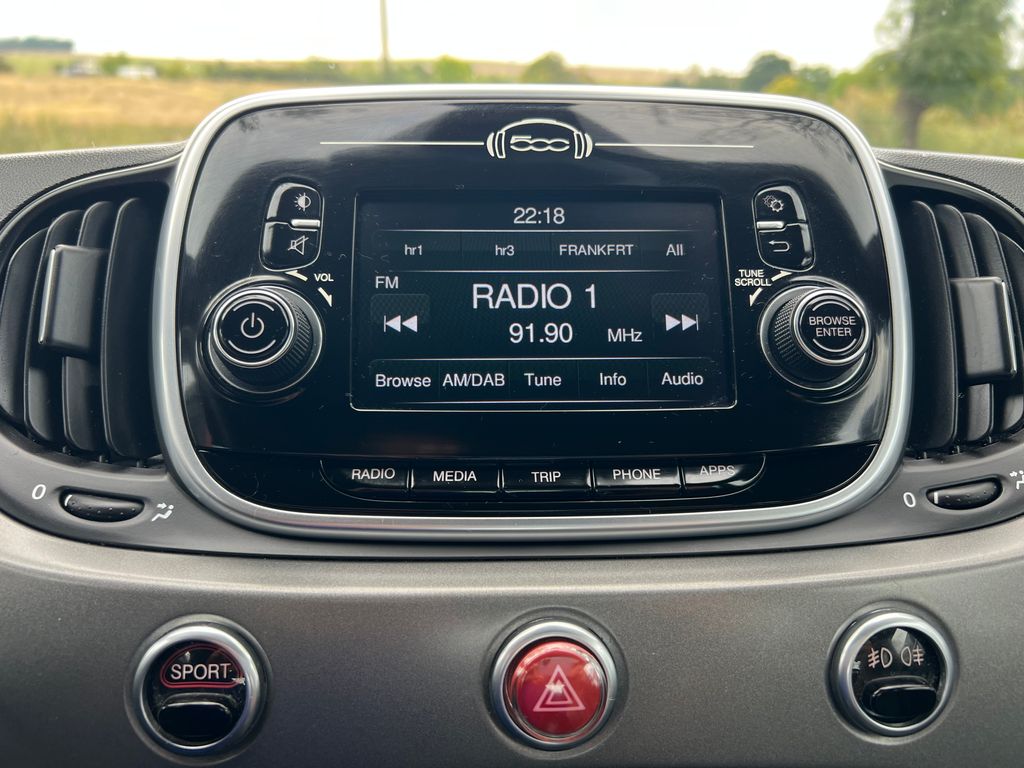 500
22:18
hr1 hr3 FRANKFRT All
VOL
TUNE
SCROLL
FM
RADIO 1
91.90 MHz
BROWSE
ENTER
Browse AM/DAB Tune Info Audio
RADIO MEDIA TRIP PHONE APPS
0 0
SPORT